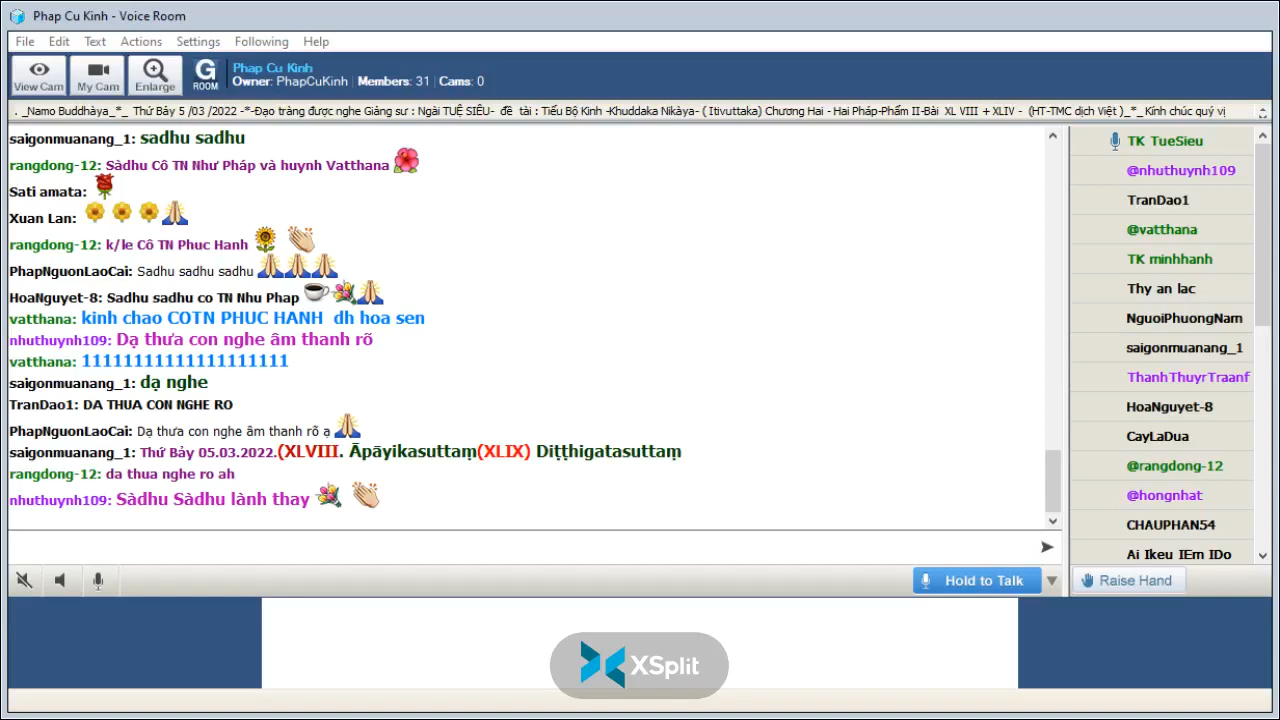 Phap Cu Kinh - Voice Room
File Edit Text Actions Settings Following Help
View Cam My Cam Enlarge G ROOM
Phap Cu Kinh
Owner: PhapCuKinh | Members: 31 | Cams: 0
. _Namo Buddhàya_*_ Thứ Bảy 5 /03 /2022 -*-Đạo tràng được nghe Giảng sư : Ngài TUỆ SIÊU- đề tài : Tiểu Bộ Kinh -Khuddaka Nikàya- ( Itivuttaka) Chương Hai - Hai Pháp-Phẩm II-Bài XL VIII + XLIV - (HT-TMC dịch Việt )_*_Kính chúc quý vị
saigonmuanang_1: sadhu sadhu
rangdong-12: Sàdhu Cô TN Như Pháp và huynh Vatthana
Sati amata:
Xuan Lan:
rangdong-12: k/le Cô TN Phuc Hanh
PhapNguonLaoCai: Sadhu sadhu sadhu
HoaNguyet-8: Sadhu sadhu co TN Nhu Phap
vatthana: kinh chao COTN PHUC HANH dh hoa sen
nhuthuynh109: Dạ thưa con nghe âm thanh rõ
vatthana: 11111111111111111111
saigonmuanang_1: dạ nghe
TranDao1: DA THUA CON NGHE RO
PhapNguonLaoCai: Dạ thưa con nghe âm thanh rõ ạ
saigonmuanang_1: Thứ Bảy 05.03.2022.(XLVIII. Āpāyikasuttaṃ(XLIX) Diṭṭhigatasuttaṃ
rangdong-12: da thua nghe ro ah
nhuthuynh109: Sàdhu Sàdhu lành thay
TK TueSieu
@nhuthuynh109
TranDao1
@vatthana
TK minhhanh
Thy an lac
NguoiPhuongNam
saigonmuanang_1
ThanhThuyrTraanf
HoaNguyet-8
CayLaDua
@rangdong-12
@hongnhat
CHAUPHAN54
Ai Ikeu IEm IDo
Hold to Talk
Raise Hand
XSplit